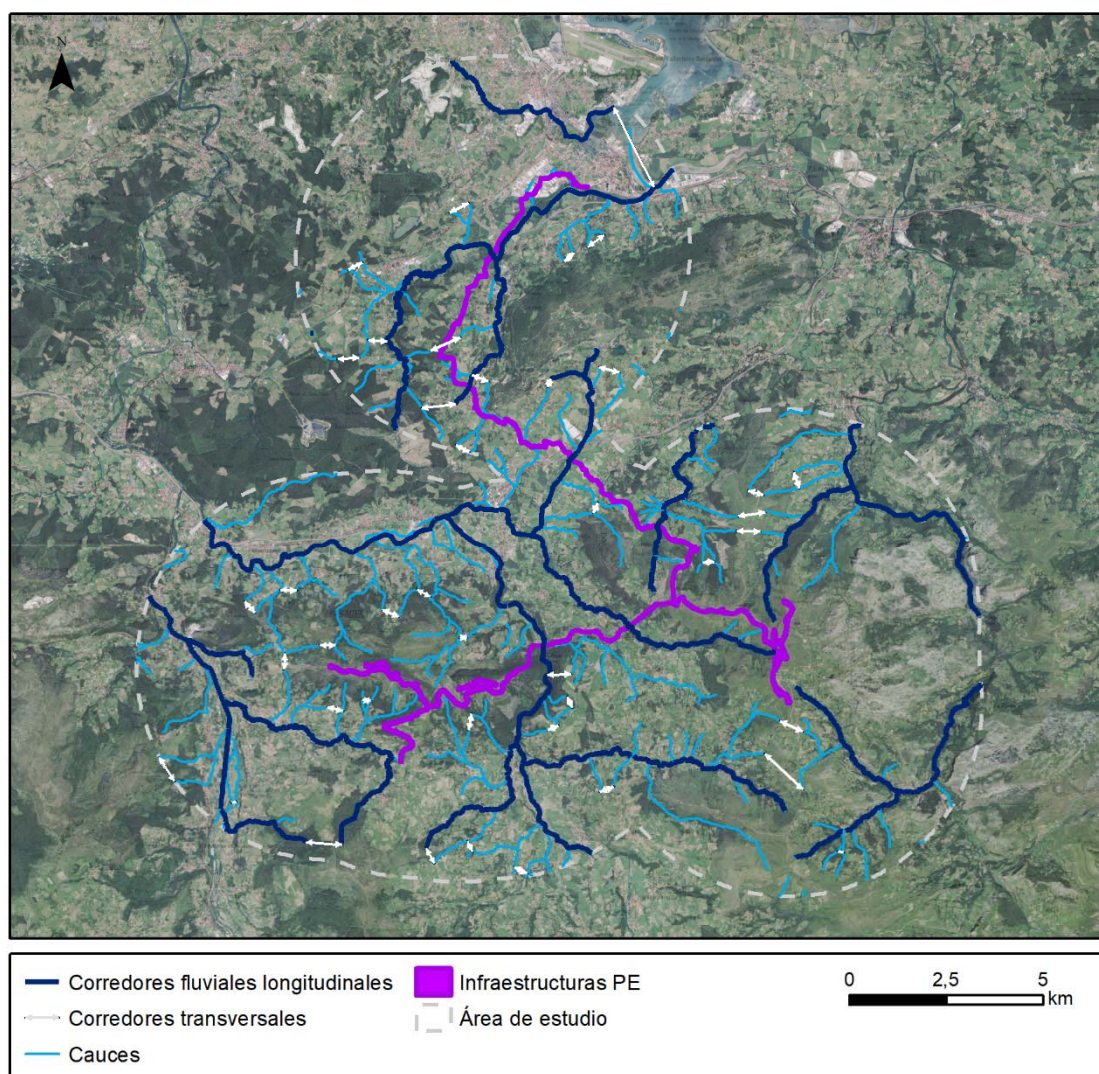 N
Corredores fluviales longitudinales
Infraestructuras PE
0 2,5 5
km
Corredores transversales
Área de estudio
Cauces